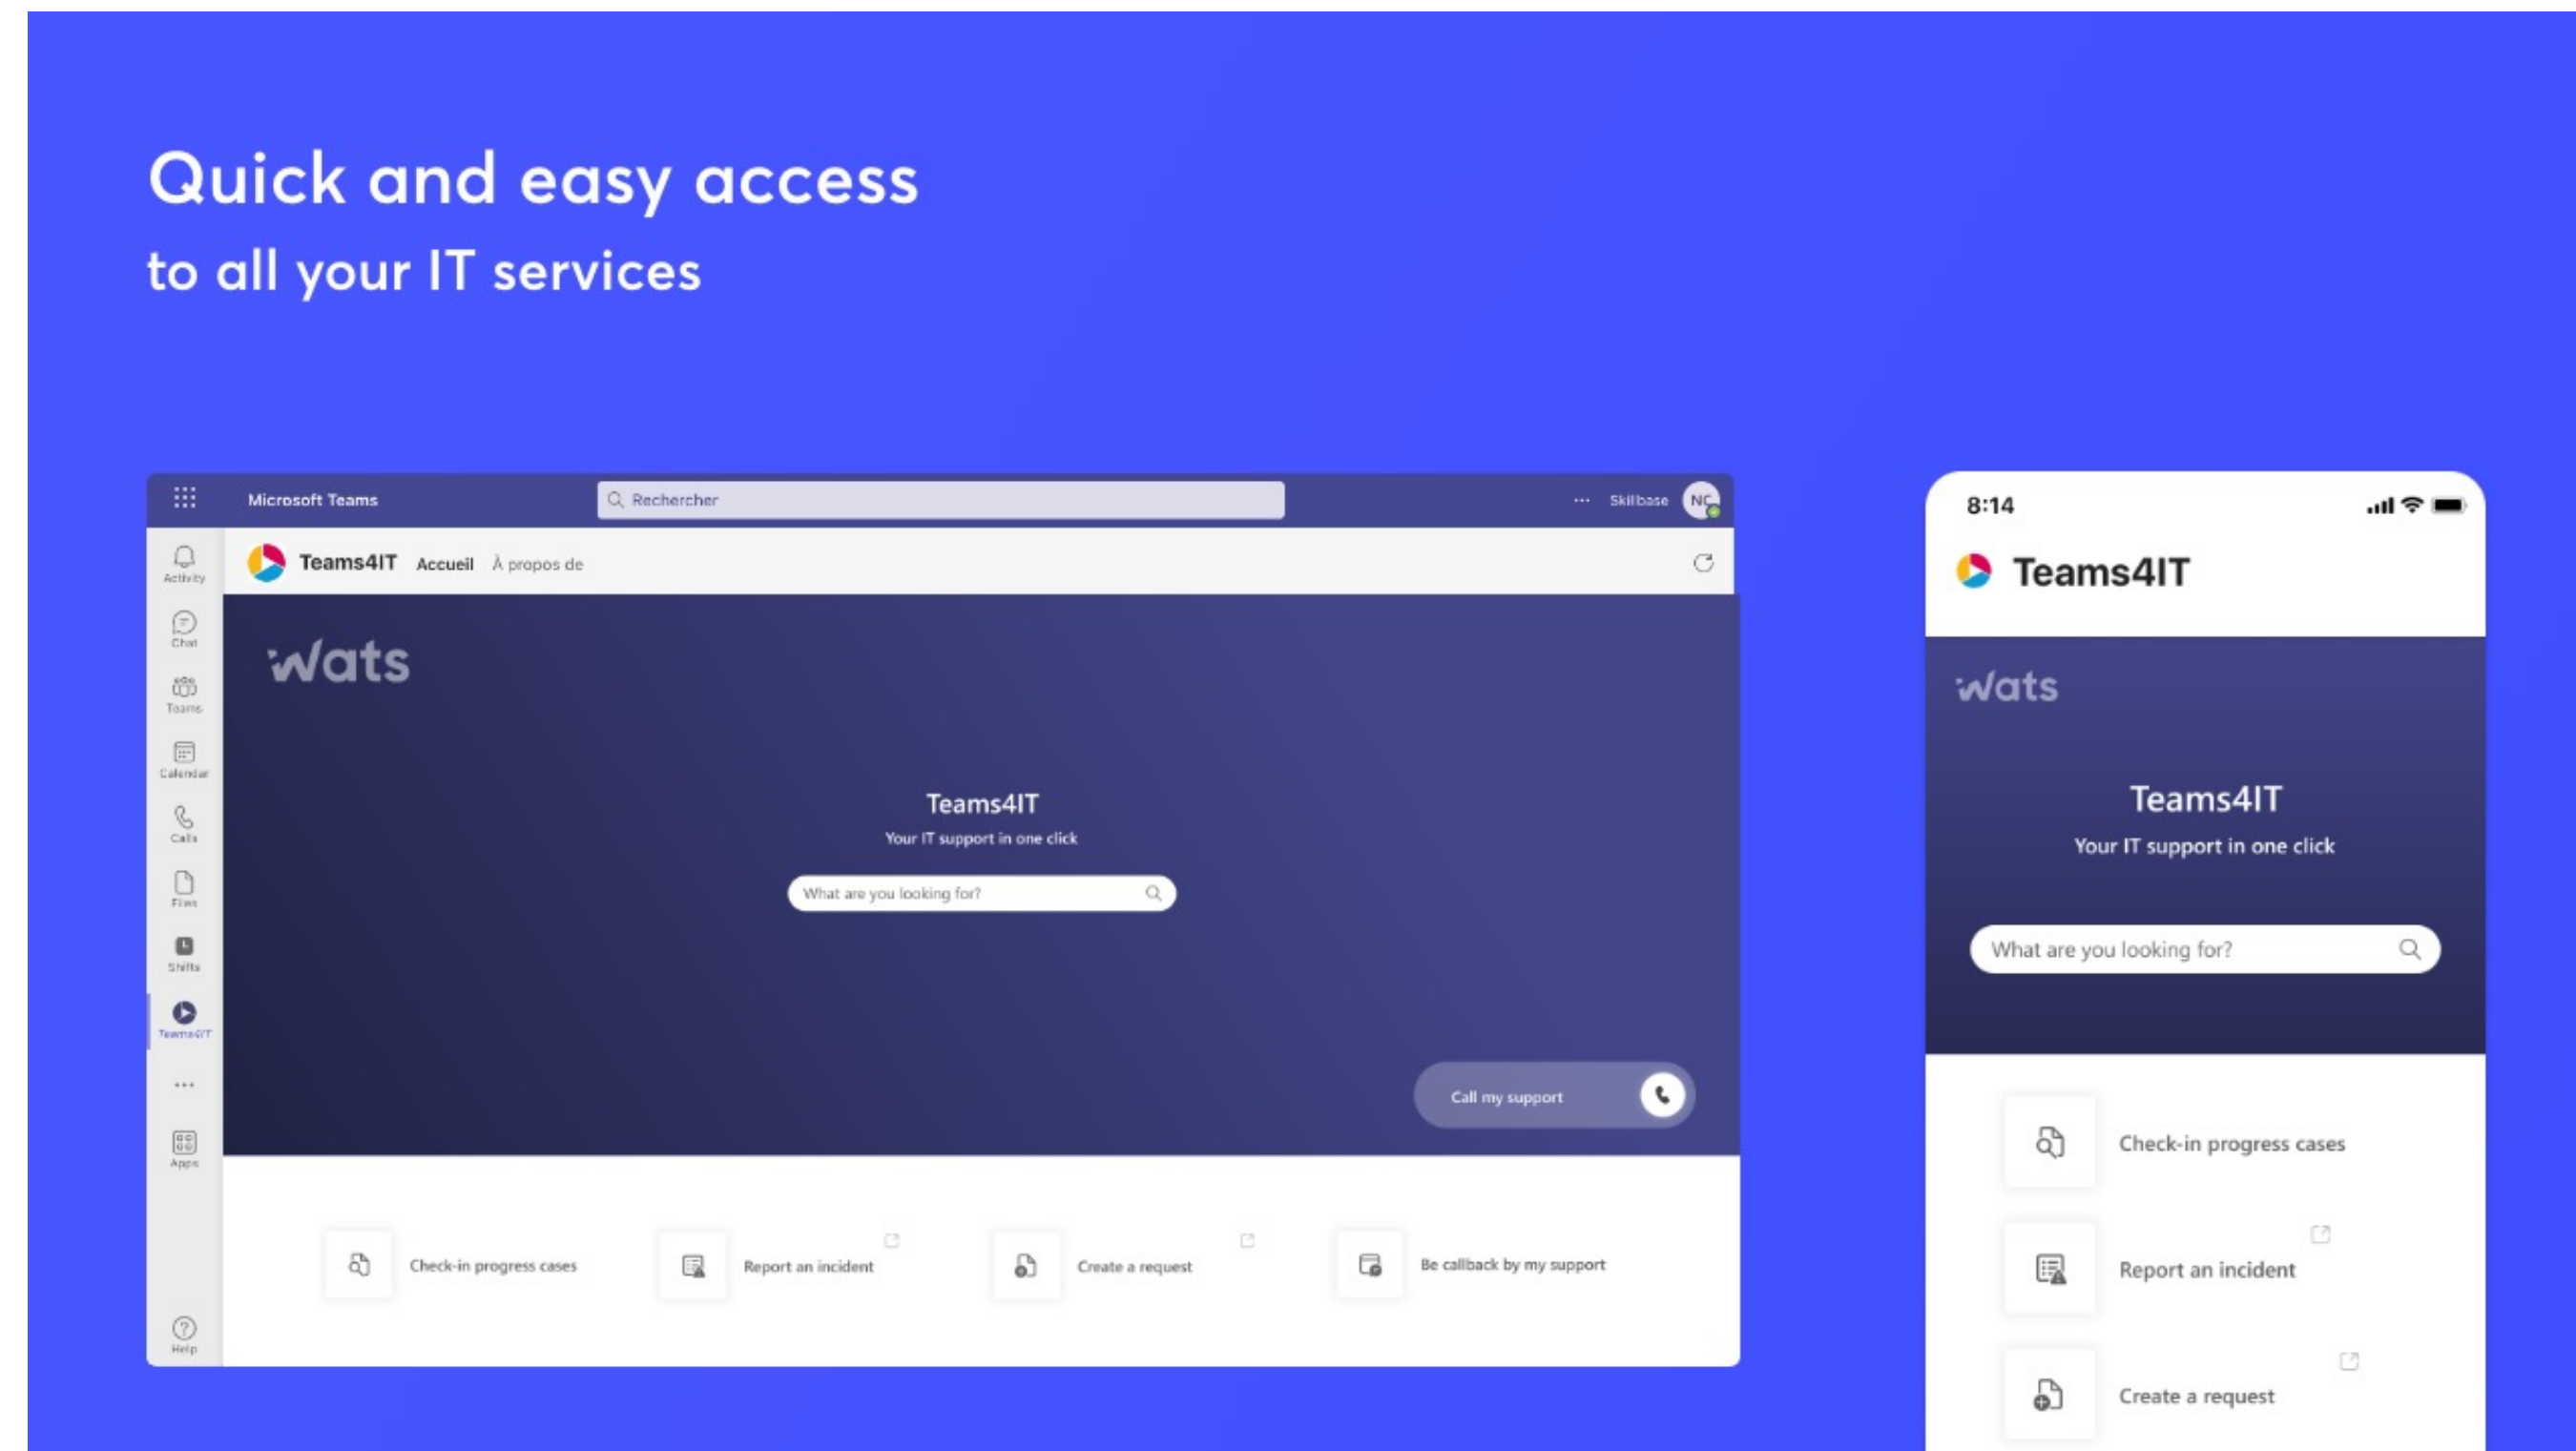 Quick and easy access
to all your IT services
Microsoft Teams
Rechercher
Skillbase
NC
Teams4IT Accueil À propos de
Activity
Chat
Teams
Calendar
Calls
Files
Shifts
Teams4IT
Apps
Help
Wats
Teams4IT
Your IT support in one click
What are you looking for?
Call my support
Check-in progress cases
Report an incident
Create a request
Be callback by my support
8:14
Teams4IT
Wats
Teams4IT
Your IT support in one click
What are you looking for?
Check-in progress cases
Report an incident
Create a request